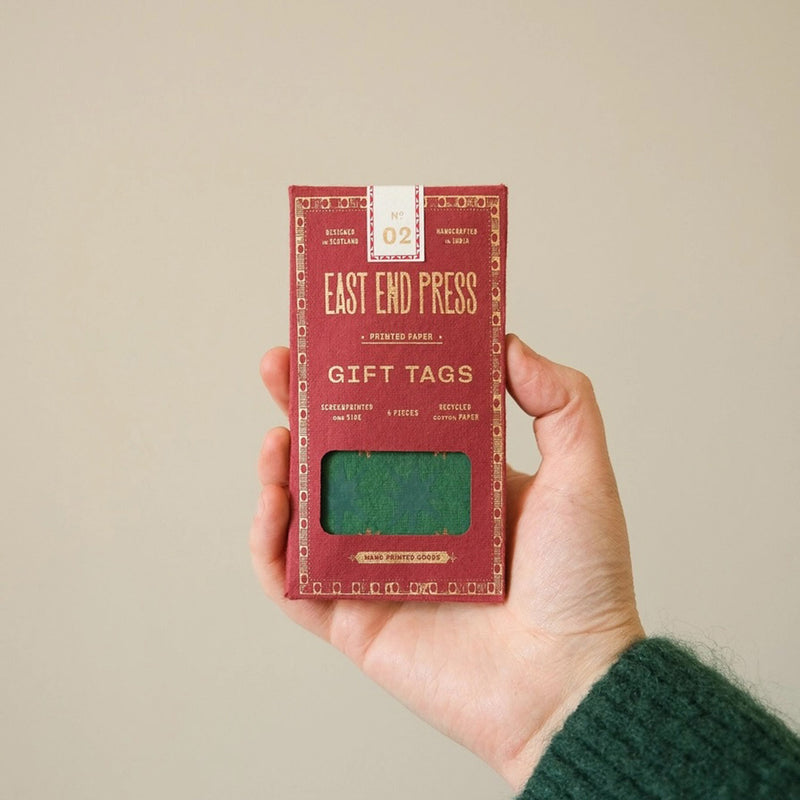 Nº
02
DESIGNED
IN SCOTLAND
HANDCRAFTED
IN INDIA
EAST END PRESS
• PRINTED PAPER •
GIFT TAGS
SCREENPRINTED
ONE SIDE
6 PIECES
RECYCLED
COTTON PAPER
HAND PRINTED GOODS